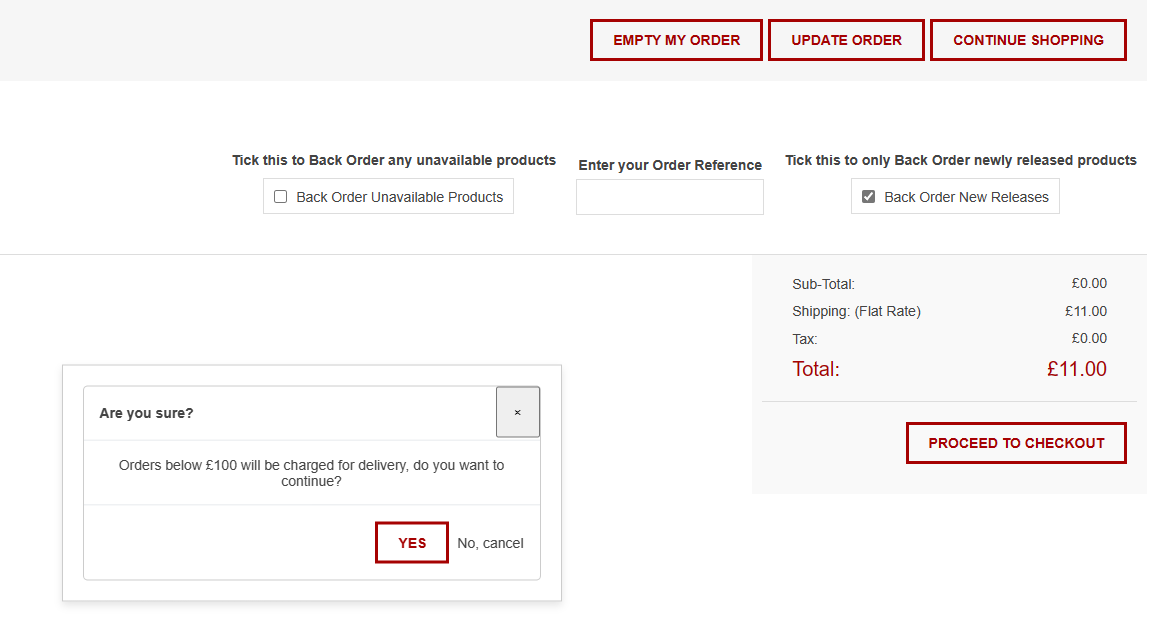 EMPTY MY ORDER
UPDATE ORDER
CONTINUE SHOPPING
Tick this to Back Order any unavailable products
Back Order Unavailable Products
Enter your Order Reference
Tick this to only Back Order newly released products
Back Order New Releases
Sub-Total: £0.00
Shipping: (Flat Rate) £11.00
Tax: £0.00
Total: £11.00
PROCEED TO CHECKOUT
Are you sure? ×
Orders below £100 will be charged for delivery, do you want to
continue?
YES No, cancel